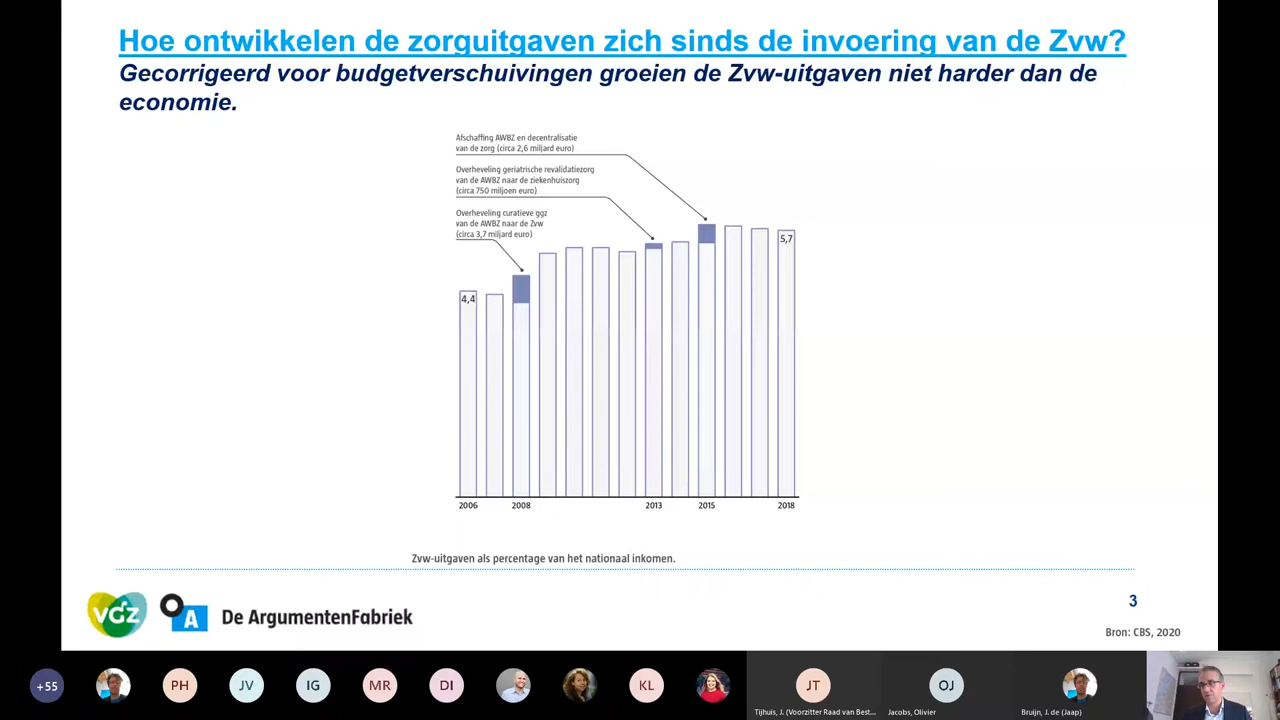 Hoe ontwikkelen de zorguitgaven zich sinds de invoering van de Zvw?
Gecorrigeerd voor budgetverschuivingen groeien de Zvw-uitgaven niet harder dan de
economie.
Afschaffing AWBZ en decentralisatie
van de zorg (circa 2,6 miljard euro)
Overheveling geriatrische revalidatiezorg
van de AWBZ naar de ziekenhuiszorg
(circa 750 miljoen euro)
Overheveling curatieve ggz
van de AWBZ naar de Zvw
(circa 3,7 miljard euro)
4,4
5,7
2006
2008
2013
2015
2018
Zvw-uitgaven als percentage van het nationaal inkomen.
3
vGZ
A
De ArgumentenFabriek
Bron: CBS, 2020
+55
PH
JV
IG
MR
DI
KL
JT
OJ
Tijhuis, J. (Voorzitter Raad van Best...
Jacobs, Olivier
Bruijn, J. de (Jaap)